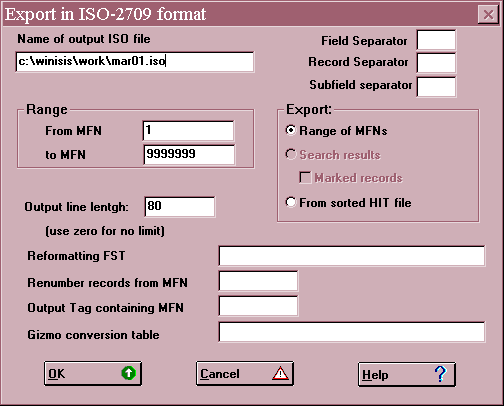 Export in ISO-2709 format
Name of output ISO file
c:\winisis\work\mar01.iso
Field Separator
Record Separator
Subfield separator
Range
From MFN 1
to MFN 9999999
Export:
Range of MFNs
Search results
Marked records
From sorted HIT file
Output line lentgh: 80
(use zero for no limit)
Reformatting FST
Renumber records from MFN
Output Tag containing MFN
Gizmo conversion table
OK
Cancel
Help